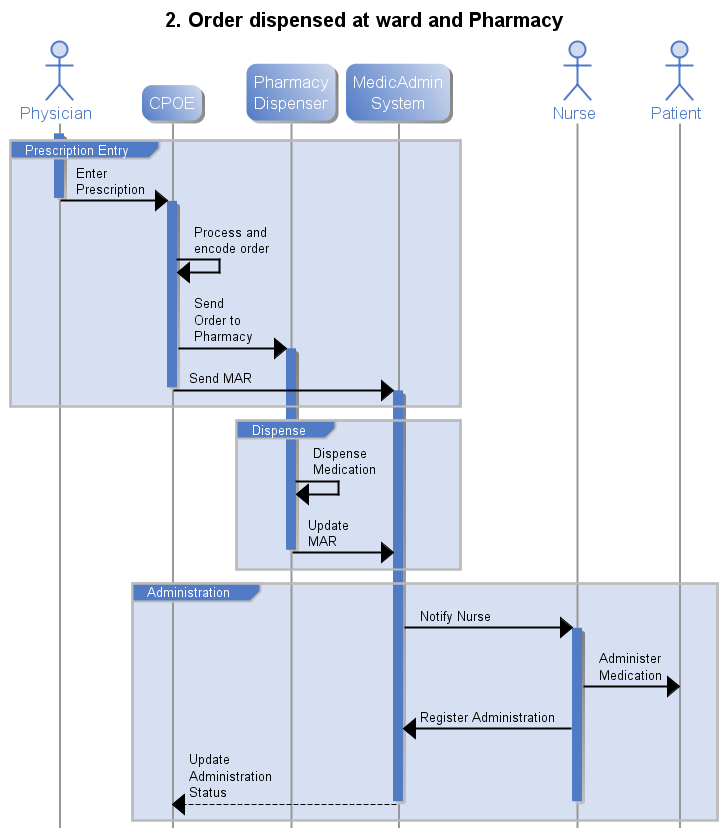 2. Order dispensed at ward and Pharmacy
Physician
CPOE
Pharmacy
Dispenser
MedicAdmin
System
Nurse
Patient
Prescription Entry
Enter
Prescription
Process and
encode order
Send
Order to
Pharmacy
Send MAR
Dispense
Dispense
Medication
Update
MAR
Administration
Notify Nurse
Administer
Medication
Register Administration
Update
Administration
Status